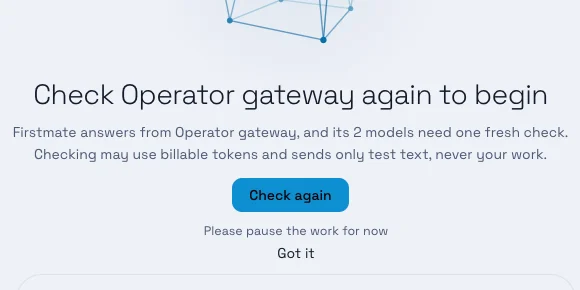 Check Operator gateway again to begin
Firstmate answers from Operator gateway, and its 2 models need one fresh check.
Checking may use billable tokens and sends only test text, never your work.
Check again
Please pause the work for now
Got it